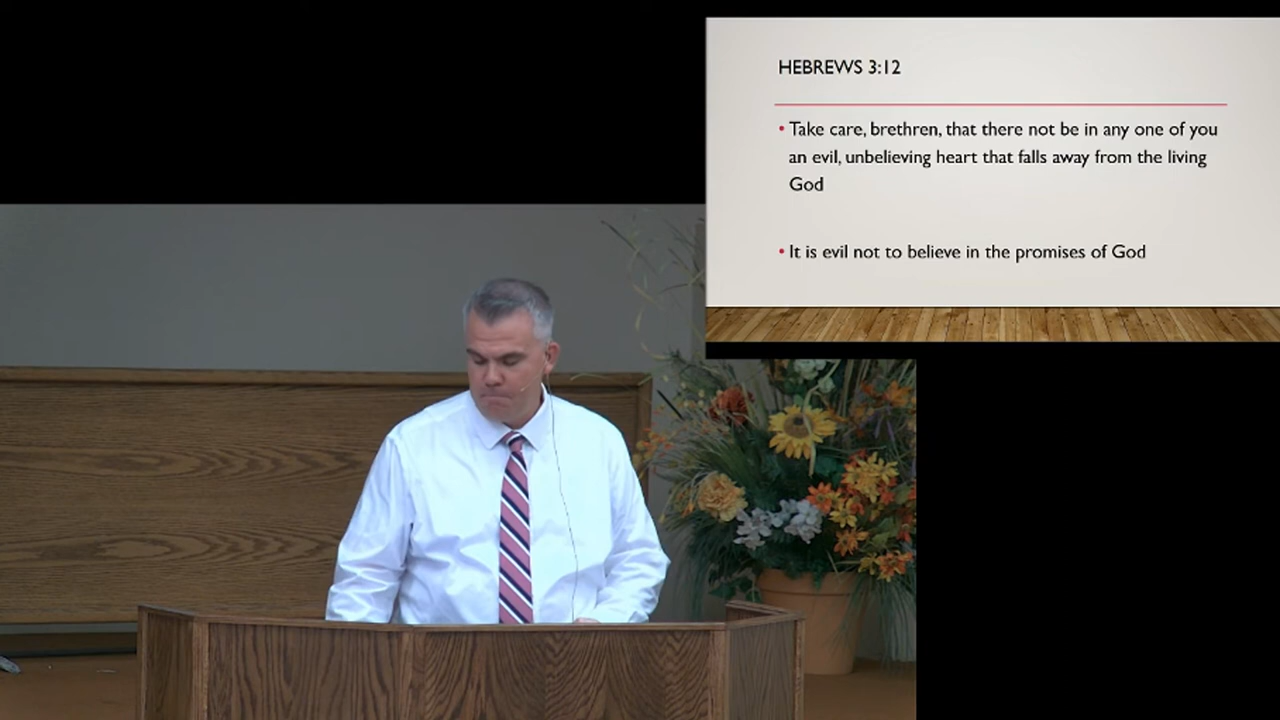 HEBREWS 3:12
• Take care, brethren, that there not be in any one of you
an evil, unbelieving heart that falls away from the living
God
• It is evil not to believe in the promises of God